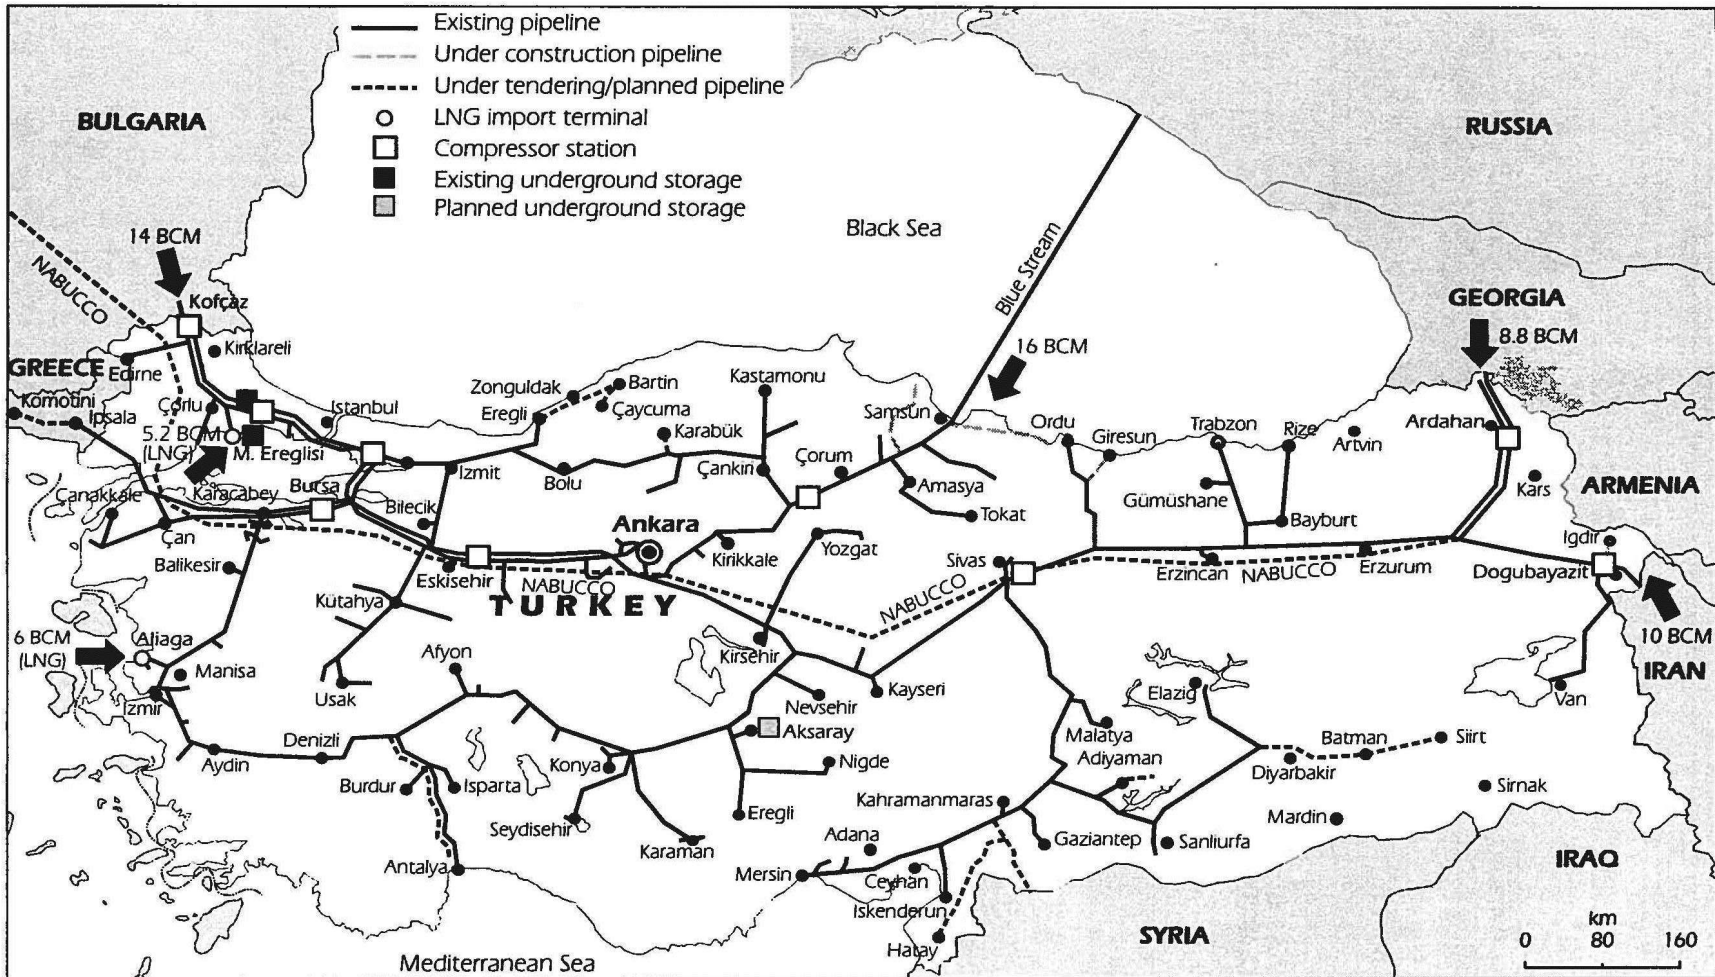 Existing pipeline
Under construction pipeline
Under tendering/planned pipeline
LNG import terminal
Compressor station
Existing underground storage
Planned underground storage
BULGARIA
RUSSIA
Black Sea
Blue Stream
14 BCM
NABUCCO
Kofçaz
GEORGIA
8.8 BCM
16 BCM
Kirklareli
GREECE
Edirne
Komotini
Ipsala
Çorlu
Istanbul
Zonguldak
Bartin
Eregli
Çaycuma
Kastamonu
Karabük
Samsun
Ordu
Giresun
Trabzon
Rize
Artvin
Ardahan
5.2 BCM
(LNG)
M. Ereglisi
Izmit
Bolu
Çankiri
Çorum
Amasya
Tokat
Gümüshane
Bayburt
Kars
ARMENIA
Çanakkale
Karacabey
Bursa
Bilecik
Çan
Ankara
Kirikkale
Yozgat
Sivas
Erzincan
NABUCCO
Erzurum
Igdir
Dogubayazit
Balikesir
Eskisehir
NABUCCO
NABUCCO
TURKEY
Kütahya
10 BCM
IRAN
6 BCM
(LNG)
Aliaga
Manisa
Izmir
Usak
Afyon
Kirsehir
Kayseri
Nevsehir
Elazig
Van
Aksaray
Malatya
Adiyaman
Batman
Siirt
Diyarbakir
Aydin
Denizli
Burdur
Isparta
Konya
Nigde
Eregli
Kahramanmaras
Sirnak
Mardin
Seydisehir
Karaman
Adana
Gaziantep
Sanliurfa
Antalya
Mersin
Ceyhan
Iskenderun
Hatay
IRAQ
SYRIA
Mediterranean Sea
km
0 80 160